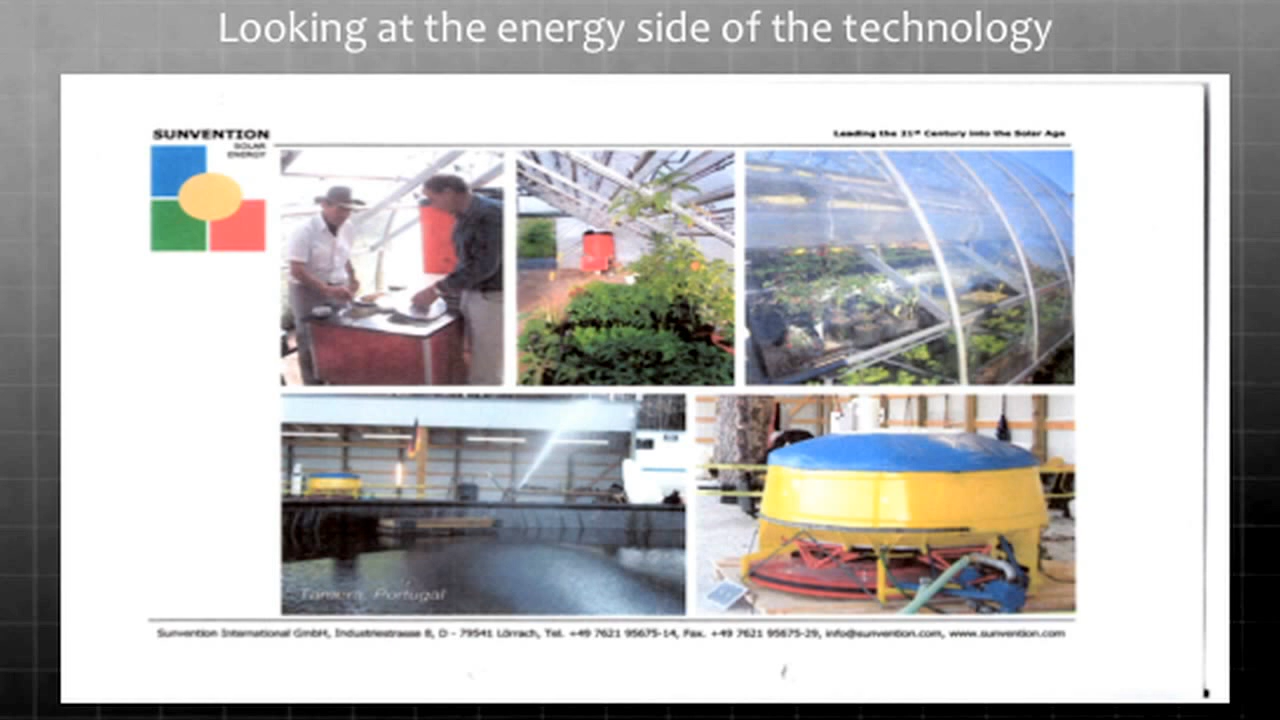 Looking at the energy side of the technology
SUNVENTION
SOLAR
ENERGY
Leading the 21st Century into the Solar Age
Tamera, Portugal
Sunvention International GmbH, Industriestrasse 8, D - 79541 Lörrach, Tel. +49 7621 95675-14, Fax. +49 7621 95675-29, info@sunvention.com, www.sunvention.com